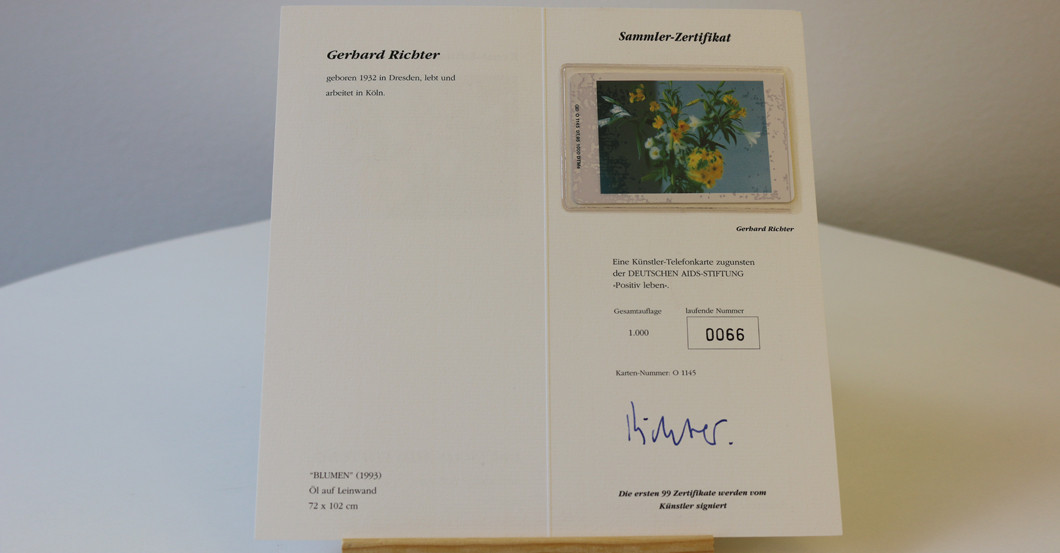 Gerhard Richter
geboren 1932 in Dresden, lebt und
arbeitet in Köln.
"BLUMEN" (1993)
Öl auf Leinwand
72 x 102 cm
Sammler-Zertifikat
Gerhard Richter
Eine Künstler-Telefonkarte zugunsten
der DEUTSCHEN AIDS-STIFTUNG
›Positiv leben‹.
Gesamtauflage laufende Nummer
1.000 0066
Karten-Nummer: O 1145
Richter.
Die ersten 99 Zertifikate werden vom
Künstler signiert